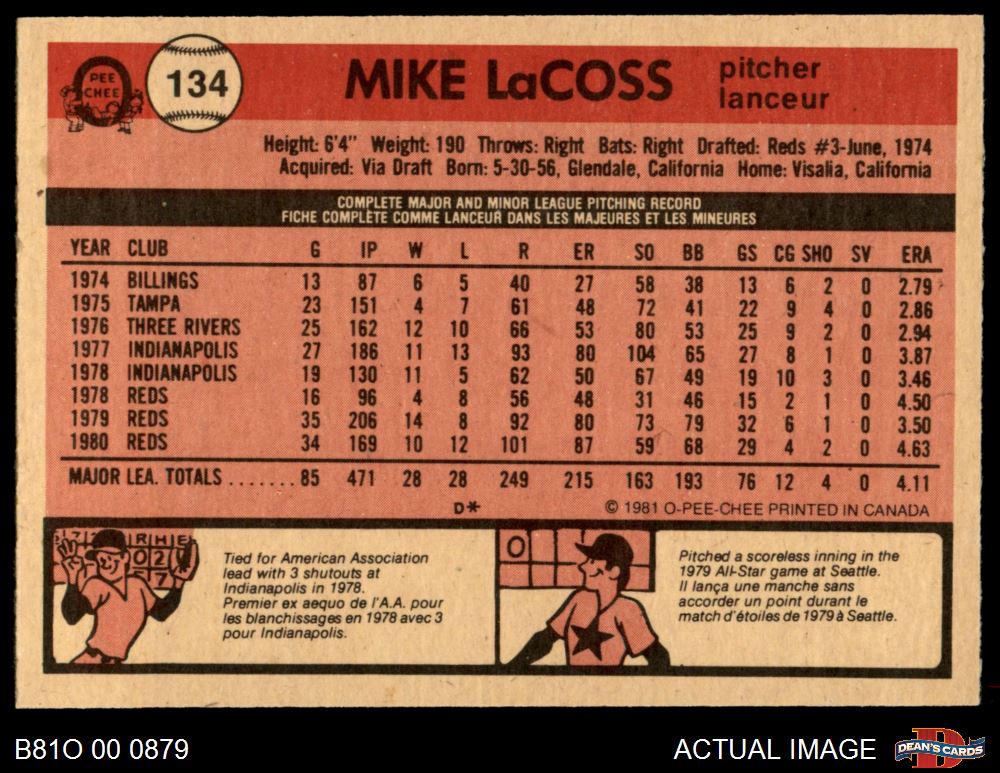 PEE
CHEE
134
MIKE LaCOSS
pitcher
lanceur
Height: 6'4" Weight: 190 Throws: Right Bats: Right Drafted: Reds #3-June, 1974
Acquired: Via Draft Born: 5-30-56, Glendale, California Home: Visalia, California
COMPLETE MAJOR AND MINOR LEAGUE PITCHING RECORD
FICHE COMPLÈTE COMME LANCEUR DANS LES MAJEURES ET LES MINEURES
YEAR CLUB G IP W L R ER SO BB GS CG SHO SV ERA
1974 BILLINGS 13 87 6 5 40 27 58 38 13 6 2 0 2.79
1975 TAMPA 23 151 4 7 61 48 72 41 22 9 4 0 2.86
1976 THREE RIVERS 25 162 12 10 66 53 80 53 25 9 2 0 2.94
1977 INDIANAPOLIS 27 186 11 13 93 80 104 65 27 8 1 0 3.87
1978 INDIANAPOLIS 19 130 11 5 62 50 67 49 19 10 3 0 3.46
1978 REDS 16 96 4 8 56 48 31 46 15 2 1 0 4.50
1979 REDS 35 206 14 8 92 80 73 79 32 6 1 0 3.50
1980 REDS 34 169 10 12 101 87 59 68 29 4 2 0 4.63
MAJOR LEA. TOTALS ....... 85 471 28 28 249 215 163 193 76 12 4 0 4.11
D* © 1981 O-PEE-CHEE PRINTED IN CANADA
RHE
02
17
Tied for American Association
lead with 3 shutouts at
Indianapolis in 1978.
Premier ex aequo de l'A.A. pour
les blanchissages en 1978 avec 3
pour Indianapolis.
0
Pitched a scoreless inning in the
1979 All-Star game at Seattle.
Il lança une manche sans
accorder un point durant le
match d'étoiles de 1979 à Seattle.
B81O 00 0879
ACTUAL IMAGE
DEAN'S CARDS